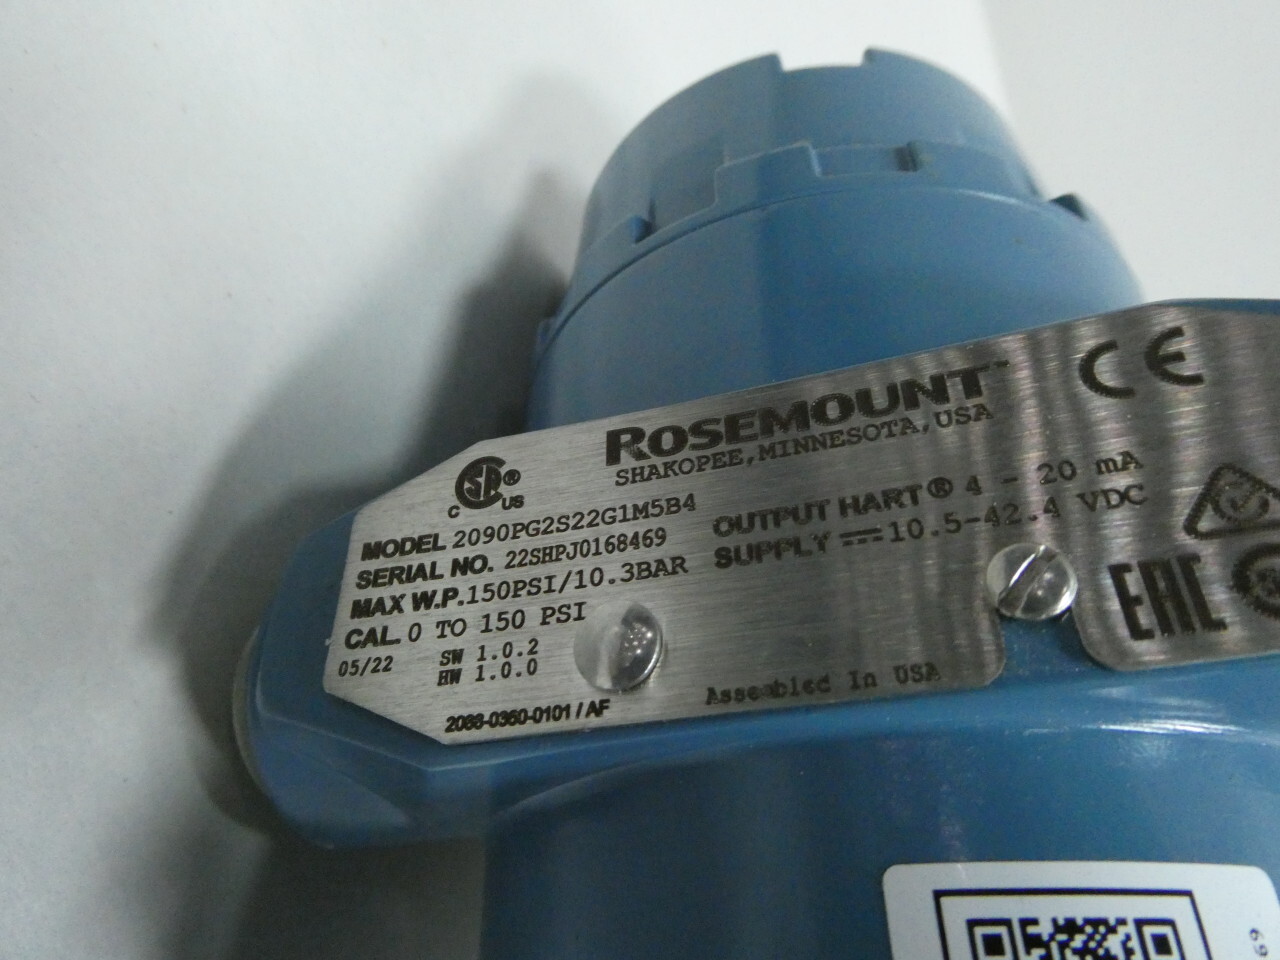 ROSEMOUNT™
SHAKOPEE, MINNESOTA, USA
CE
C SA® US
MODEL 2090PG2S22G1M5B4
SERIAL NO. 22SHPJ0168469
MAX W.P. 150PSI/10.3BAR
CAL. 0 TO 150 PSI
05/22
SW 1.0.2
HW 1.0.0
2088-0360-0101 / AF
OUTPUT HART® 4 - 20 mA
SUPPLY ⎓ 10.5-42.4 VDC
Assembled In USA
EAC